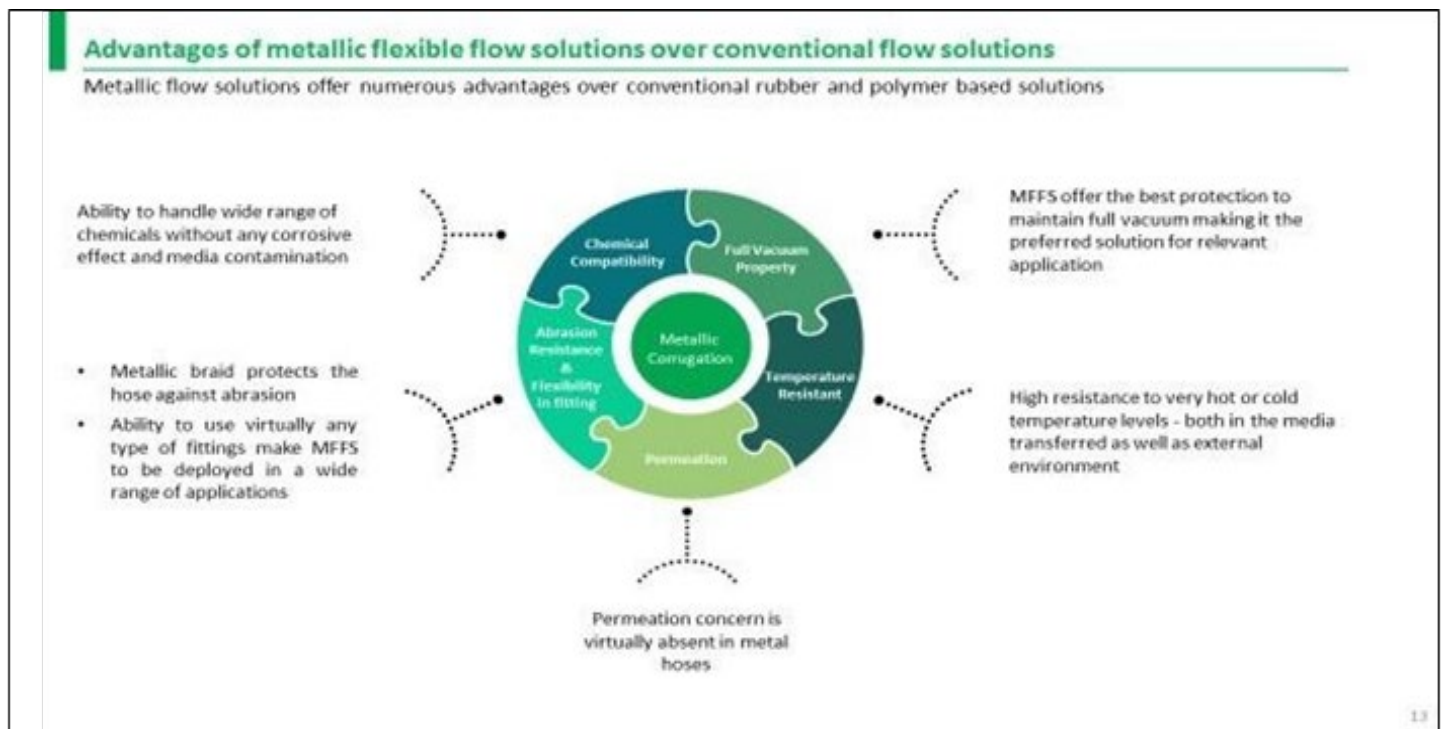 Advantages of metallic flexible flow solutions over conventional flow solutions
Metallic flow solutions offer numerous advantages over conventional rubber and polymer based solutions
Ability to handle wide range of
chemicals without any corrosive
effect and media contamination
• Metallic braid protects the
hose against abrasion
• Ability to use virtually any
type of fittings make MFFS
to be deployed in a wide
range of applications
Chemical
Compatibility
Full Vacuum
Property
Abrasion
Resistance
&
Flexibility
in fitting
Metallic
Corrugation
Temperature
Resistant
Permeation
MFFS offer the best protection to
maintain full vacuum making it the
preferred solution for relevant
application
High resistance to very hot or cold
temperature levels - both in the media
transferred as well as external
environment
Permeation concern is
virtually absent in metal
hoses
13